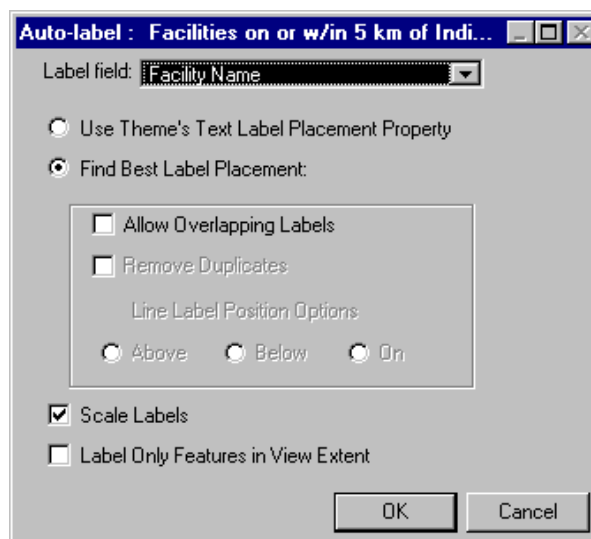 Auto-label : Facilities on or w/in 5 km of Indi...
Label field: Facility Name
Use Theme's Text Label Placement Property
Find Best Label Placement:
Allow Overlapping Labels
Remove Duplicates
Line Label Position Options
Above Below On
Scale Labels
Label Only Features in View Extent
OK Cancel